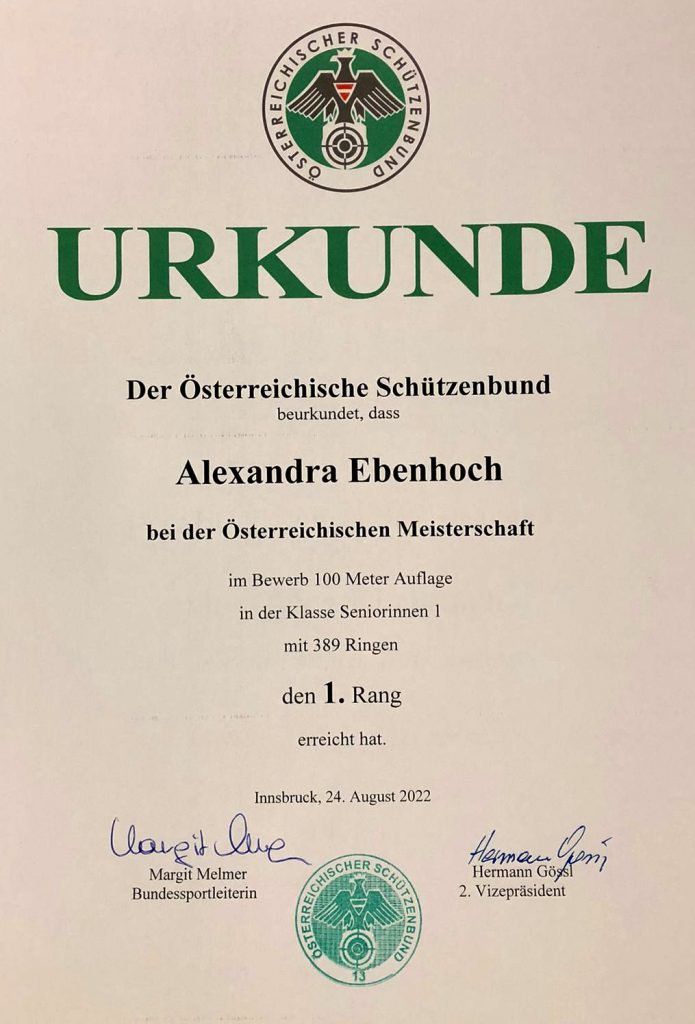 ÖSTERREICHISCHER SCHÜTZENBUND
URKUNDE
Der Österreichische Schützenbund
beurkundet, dass
Alexandra Ebenhoch
bei der Österreichischen Meisterschaft
im Bewerb 100 Meter Auflage
in der Klasse Seniorinnen 1
mit 389 Ringen
den 1. Rang
erreicht hat.
Innsbruck, 24. August 2022
Margit Melmer
Bundessportleiterin
Hermann Gössl
2. Vizepräsident
ÖSTERREICHISCHER SCHÜTZENBUND
13